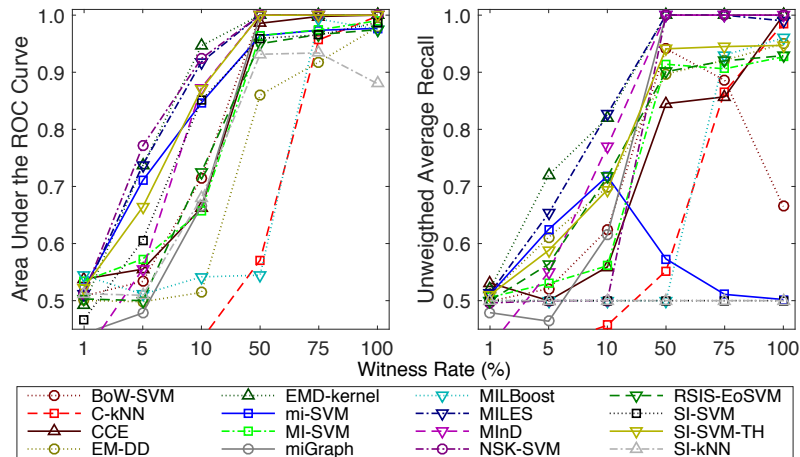 Area Under the ROC Curve
1.0
0.9
0.8
0.7
0.6
0.5
1 5 10 50 75 100
Unweigthed Average Recall
1.0
0.9
0.8
0.7
0.6
0.5
1 5 10 50 75 100
Witness Rate (%)
BoW-SVM EMD-kernel MILBoost RSIS-EoSVM
C-kNN mi-SVM MILES SI-SVM
CCE MI-SVM MInD SI-SVM-TH
EM-DD miGraph NSK-SVM SI-kNN